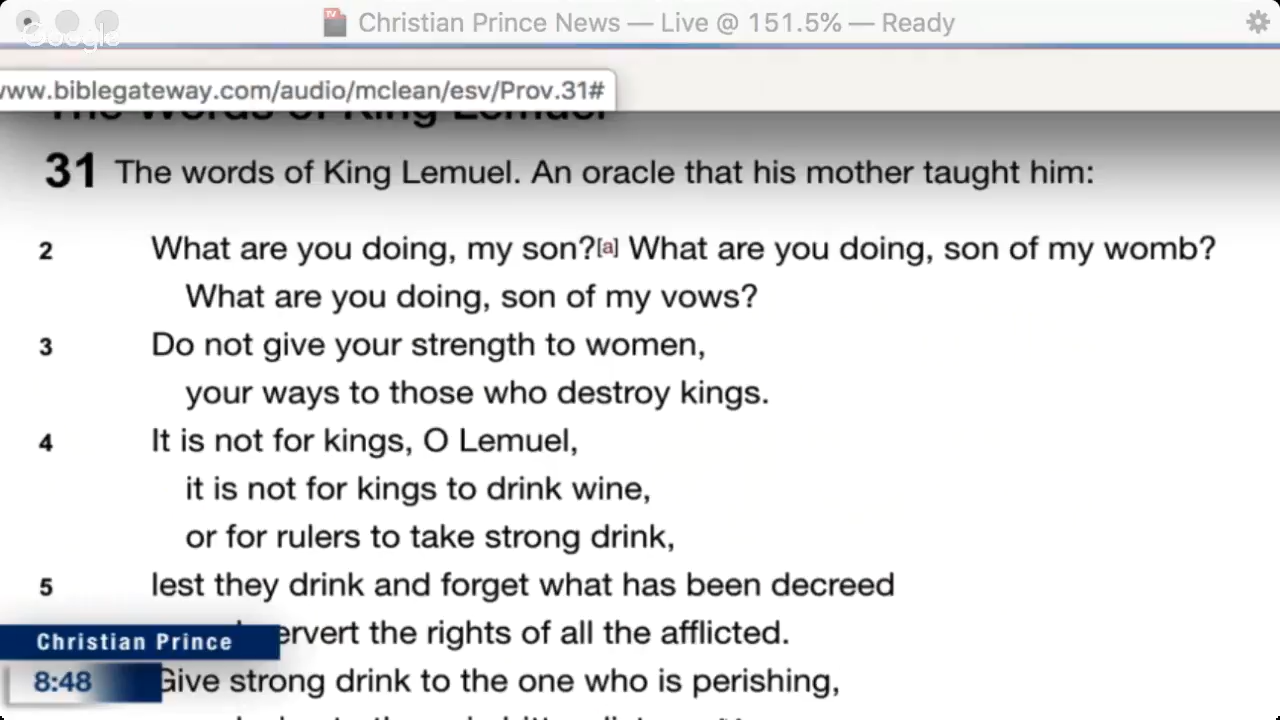 Christian Prince News — Live @ 151.5% — Ready
Google
www.biblegateway.com/audio/mclean/esv/Prov.31#
The Words of King Lemuel
31 The words of King Lemuel. An oracle that his mother taught him:
2 What are you doing, my son?[a] What are you doing, son of my womb?
What are you doing, son of my vows?
3 Do not give your strength to women,
your ways to those who destroy kings.
4 It is not for kings, O Lemuel,
it is not for kings to drink wine,
or for rulers to take strong drink,
5 lest they drink and forget what has been decreed
ervert the rights of all the afflicted.
Christian Prince
Give strong drink to the one who is perishing,
8:48